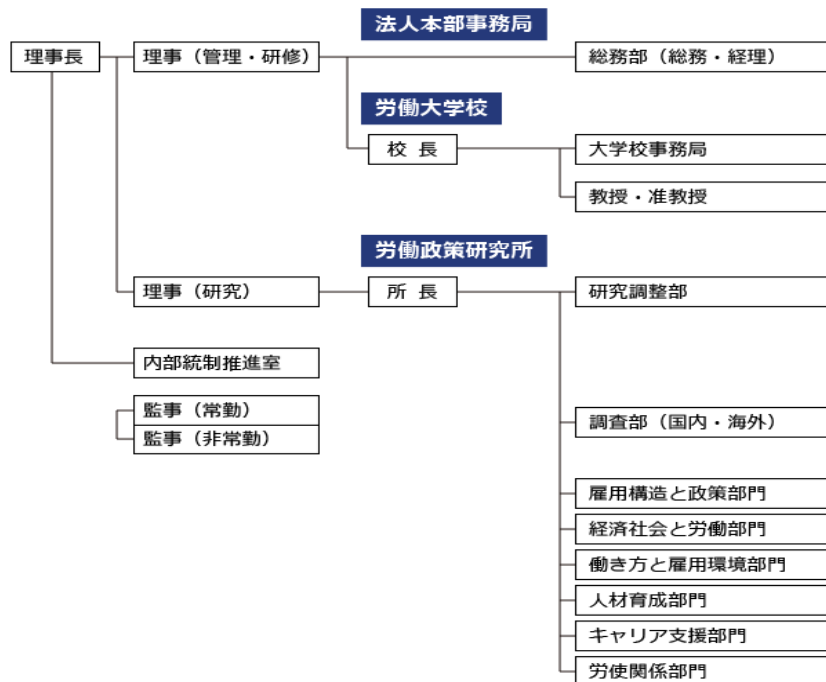 法人本部事務局
理事長
理事（管理・研修）
総務部（総務・経理）
労働大学校
校 長
大学校事務局
教授・准教授
労働政策研究所
理事（研究）
所 長
研究調整部
内部統制推進室
監事（常勤）
監事（非常勤）
調査部（国内・海外）
雇用構造と政策部門
経済社会と労働部門
働き方と雇用環境部門
人材育成部門
キャリア支援部門
労使関係部門